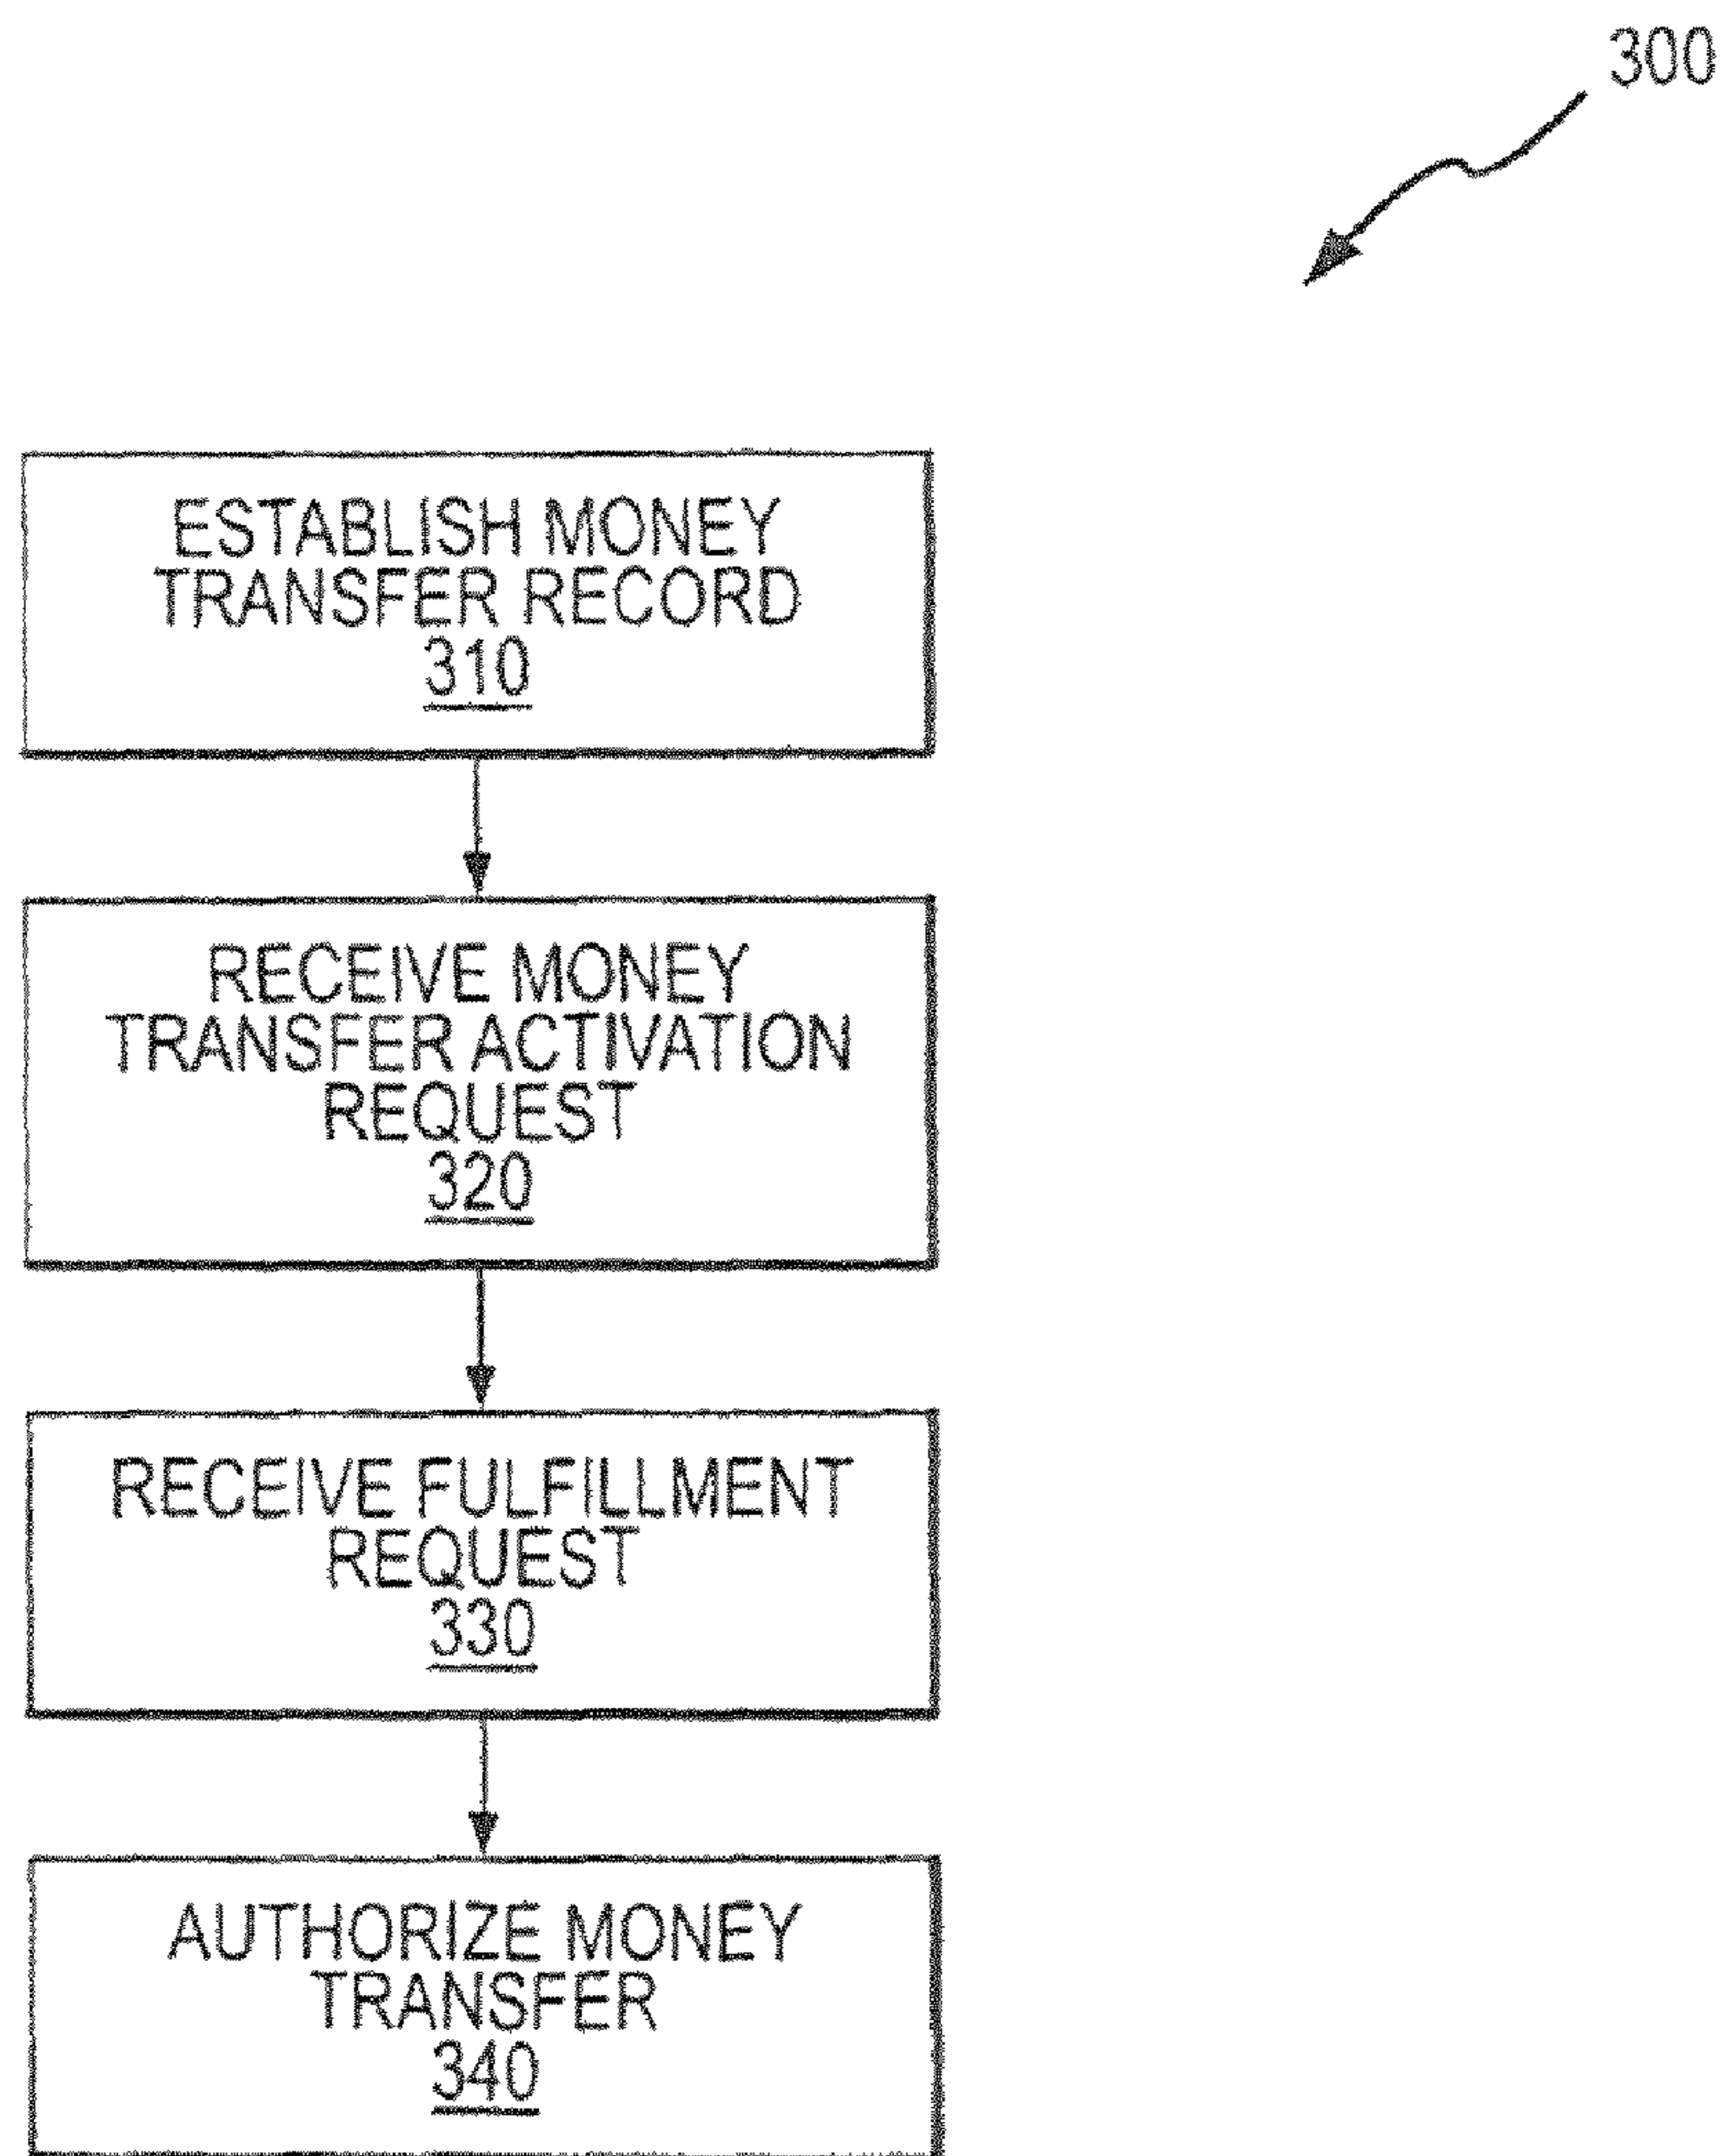 300
ESTABLISH MONEY
TRANSFER RECORD
310
RECEIVE MONEY
TRANSFER ACTIVATION
REQUEST
320
RECEIVE FULFILLMENT
REQUEST
330
AUTHORIZE MONEY
TRANSFER
340